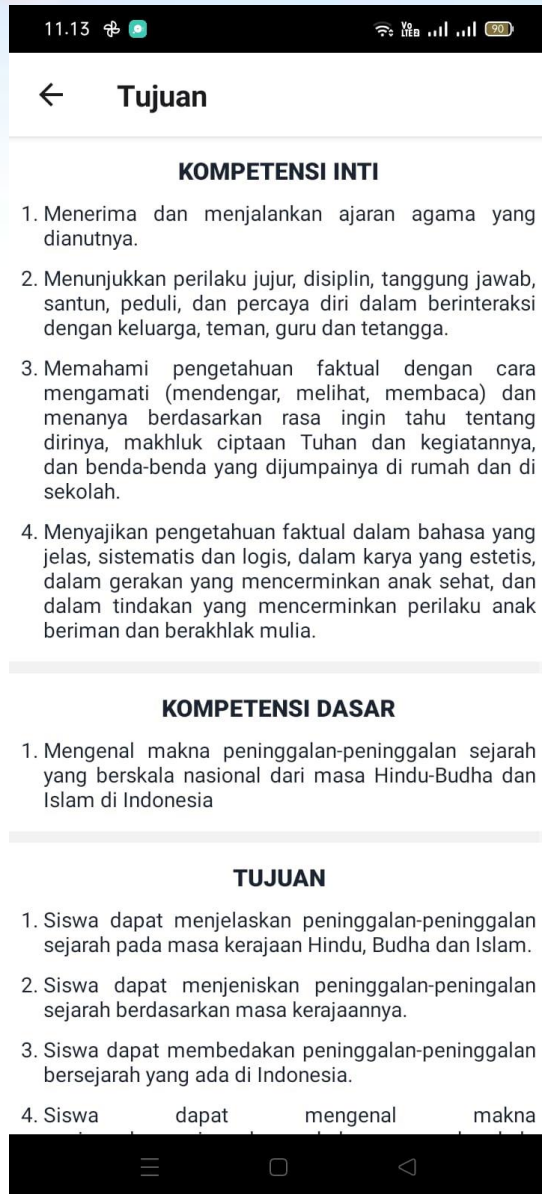 11.13
Vo LTE 90
Tujuan
KOMPETENSI INTI
1. Menerima dan menjalankan ajaran agama yang
dianutnya.
2. Menunjukkan perilaku jujur, disiplin, tanggung jawab,
santun, peduli, dan percaya diri dalam berinteraksi
dengan keluarga, teman, guru dan tetangga.
3. Memahami pengetahuan faktual dengan cara
mengamati (mendengar, melihat, membaca) dan
menanya berdasarkan rasa ingin tahu tentang
dirinya, makhluk ciptaan Tuhan dan kegiatannya,
dan benda-benda yang dijumpainya di rumah dan di
sekolah.
4. Menyajikan pengetahuan faktual dalam bahasa yang
jelas, sistematis dan logis, dalam karya yang estetis,
dalam gerakan yang mencerminkan anak sehat, dan
dalam tindakan yang mencerminkan perilaku anak
beriman dan berakhlak mulia.
KOMPETENSI DASAR
1. Mengenal makna peninggalan-peninggalan sejarah
yang berskala nasional dari masa Hindu-Budha dan
Islam di Indonesia
TUJUAN
1. Siswa dapat menjelaskan peninggalan-peninggalan
sejarah pada masa kerajaan Hindu, Budha dan Islam.
2. Siswa dapat menjeniskan peninggalan-peningalan
sejarah berdasarkan masa kerajaannya.
3. Siswa dapat membedakan peninggalan-peninggalan
bersejarah yang ada di Indonesia.
4. Siswa dapat mengenal makna